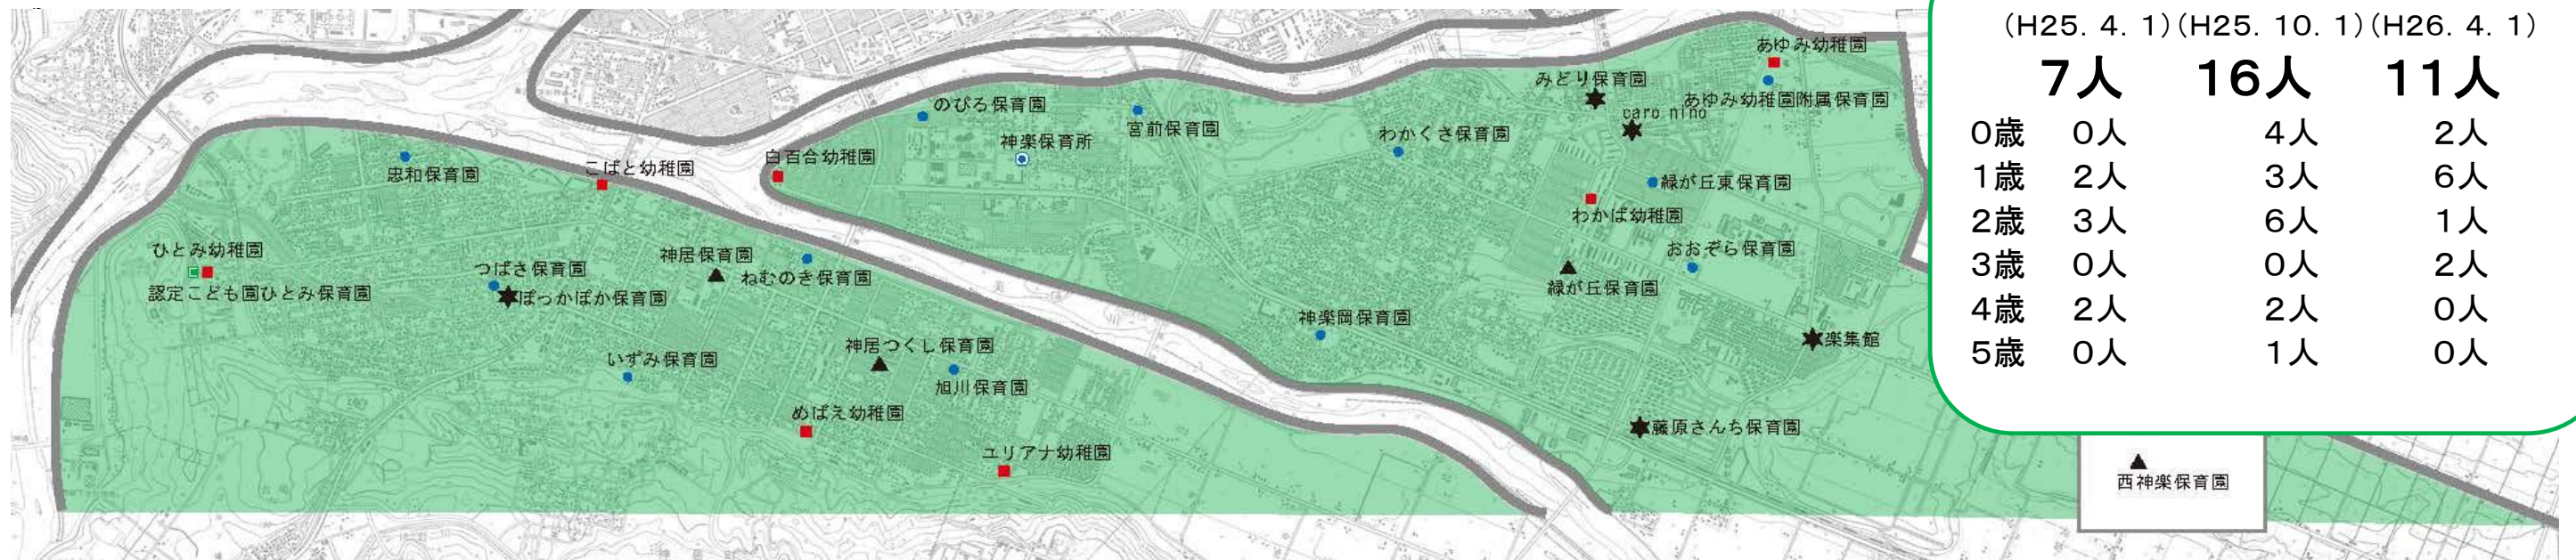 (H25. 4. 1) (H25. 10. 1) (H26. 4. 1)
7人 16人 11人
0歳 0人 4人 2人
1歳 2人 3人 6人
2歳 3人 6人 1人
3歳 0人 0人 2人
4歳 2人 2人 0人
5歳 0人 1人 0人
あゆみ幼稚園
みどり保育園
あゆみ幼稚園附属保育園
caro nino
のびろ保育園
宮前保育園
わかくさ保育園
神楽保育所
白百合幼稚園
こばと幼稚園
忠和保育園
緑が丘東保育園
わかば幼稚園
ひとみ幼稚園
認定こども園ひとみ保育園
つばさ保育園
ぽっかぽか保育園
神居保育園
ねむのき保育園
おおぞら保育園
緑が丘保育園
神楽岡保育園
楽集館
いずみ保育園
神居つくし保育園
旭川保育園
めばえ幼稚園
ユリアナ幼稚園
藤原さんち保育園
西神楽保育園